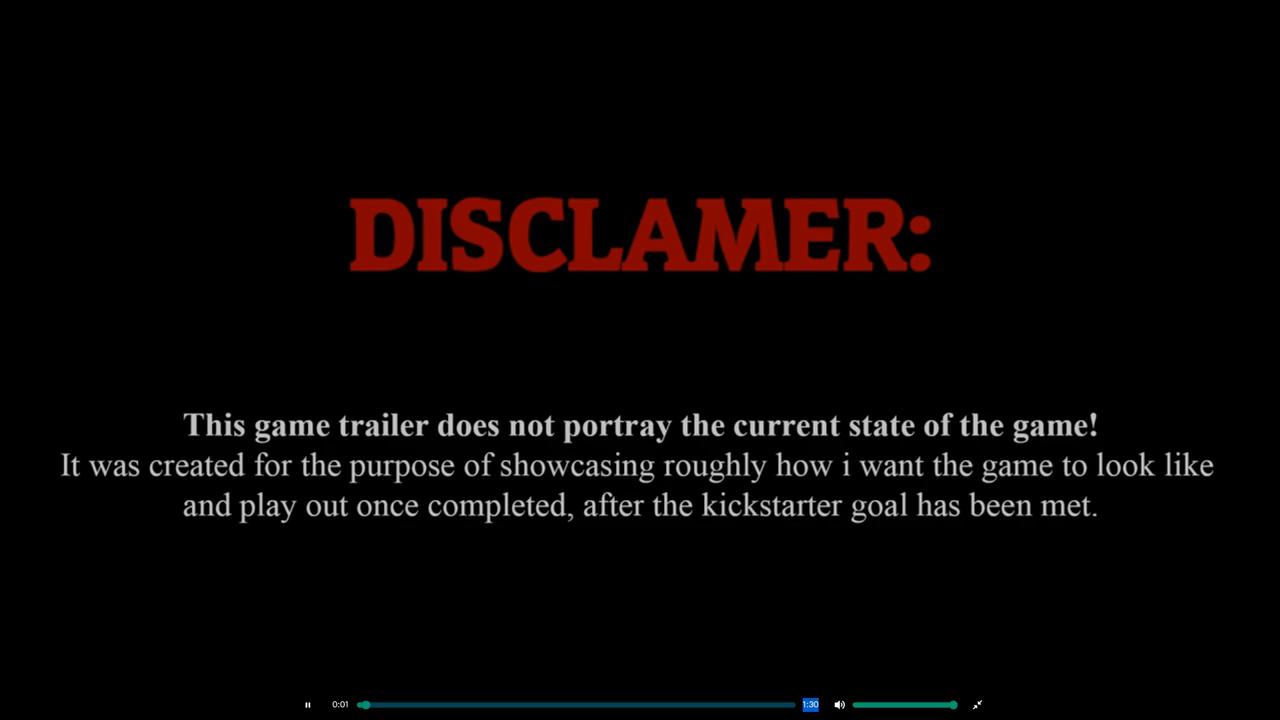 DISCLAMER:
This game trailer does not portray the current state of the game!
It was created for the purpose of showcasing roughly how i want the game to look like
and play out once completed, after the kickstarter goal has been met.
0:01 1:30